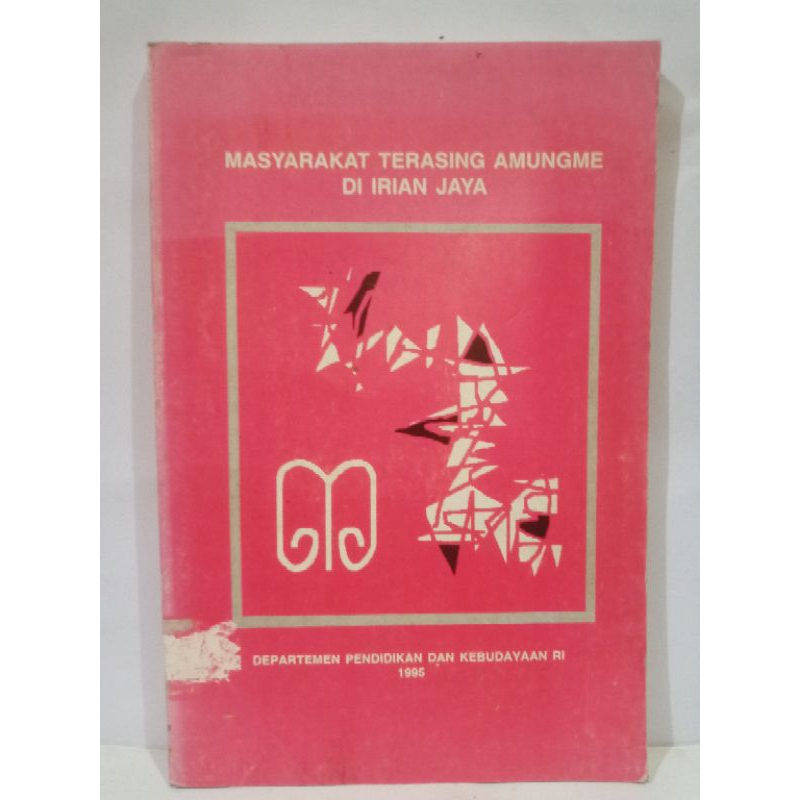 MASYARAKAT TERASING AMUNGME
DI IRIAN JAYA
DEPARTEMEN PENDIDIKAN DAN KEBUDAYAAN RI
1995